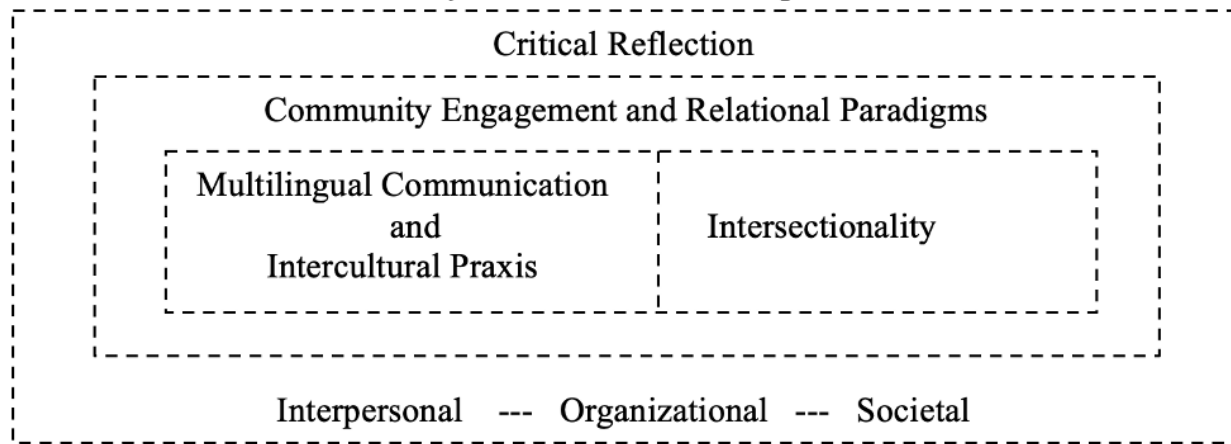 Critical Reflection
Community Engagement and Relational Paradigms
Multilingual Communication
and
Intercultural Praxis
Intersectionality
Interpersonal --- Organizational --- Societal